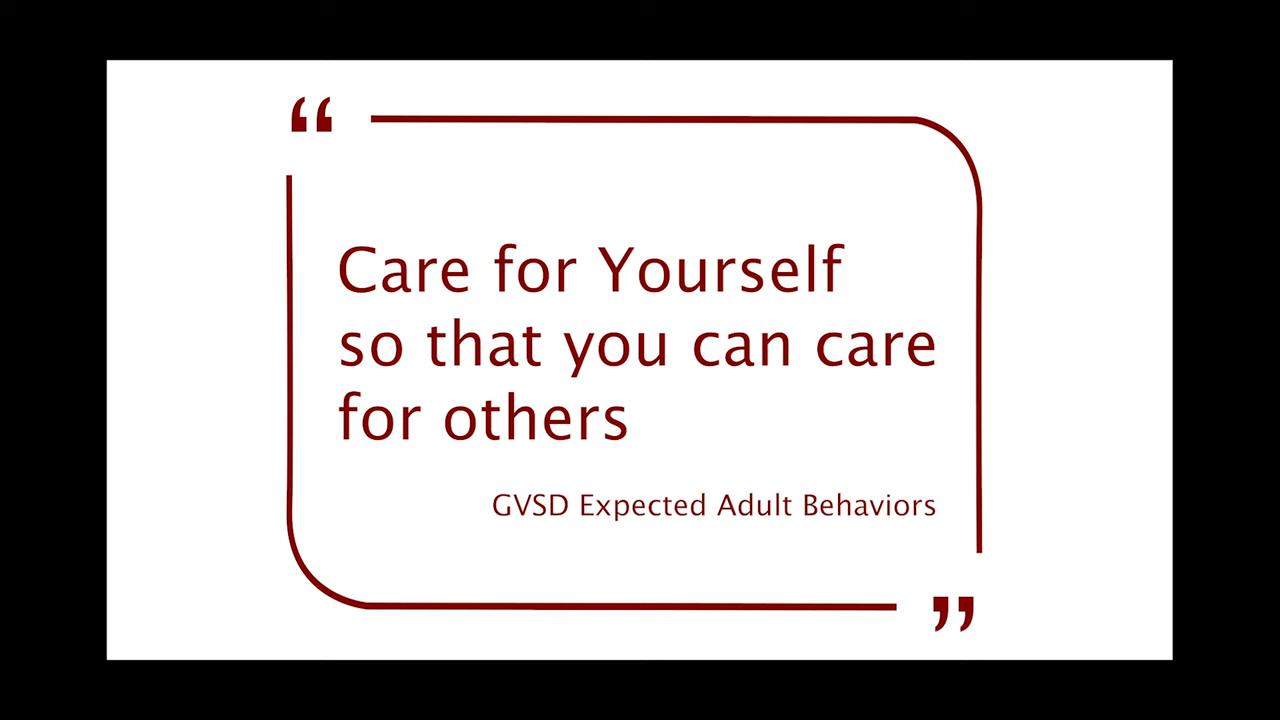 “
Care for Yourself
so that you can care
for others
GVSD Expected Adult Behaviors
”